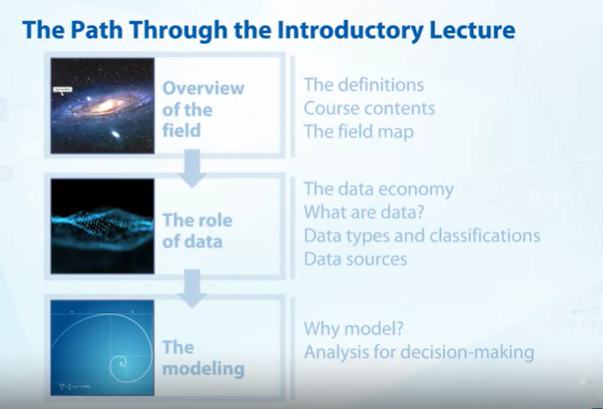 The Path Through the Introductory Lecture
Overview
of the
field
The definitions
Course contents
The field map
The role
of data
The data economy
What are data?
Data types and classifications
Data sources
The
modeling
Why model?
Analysis for decision-making